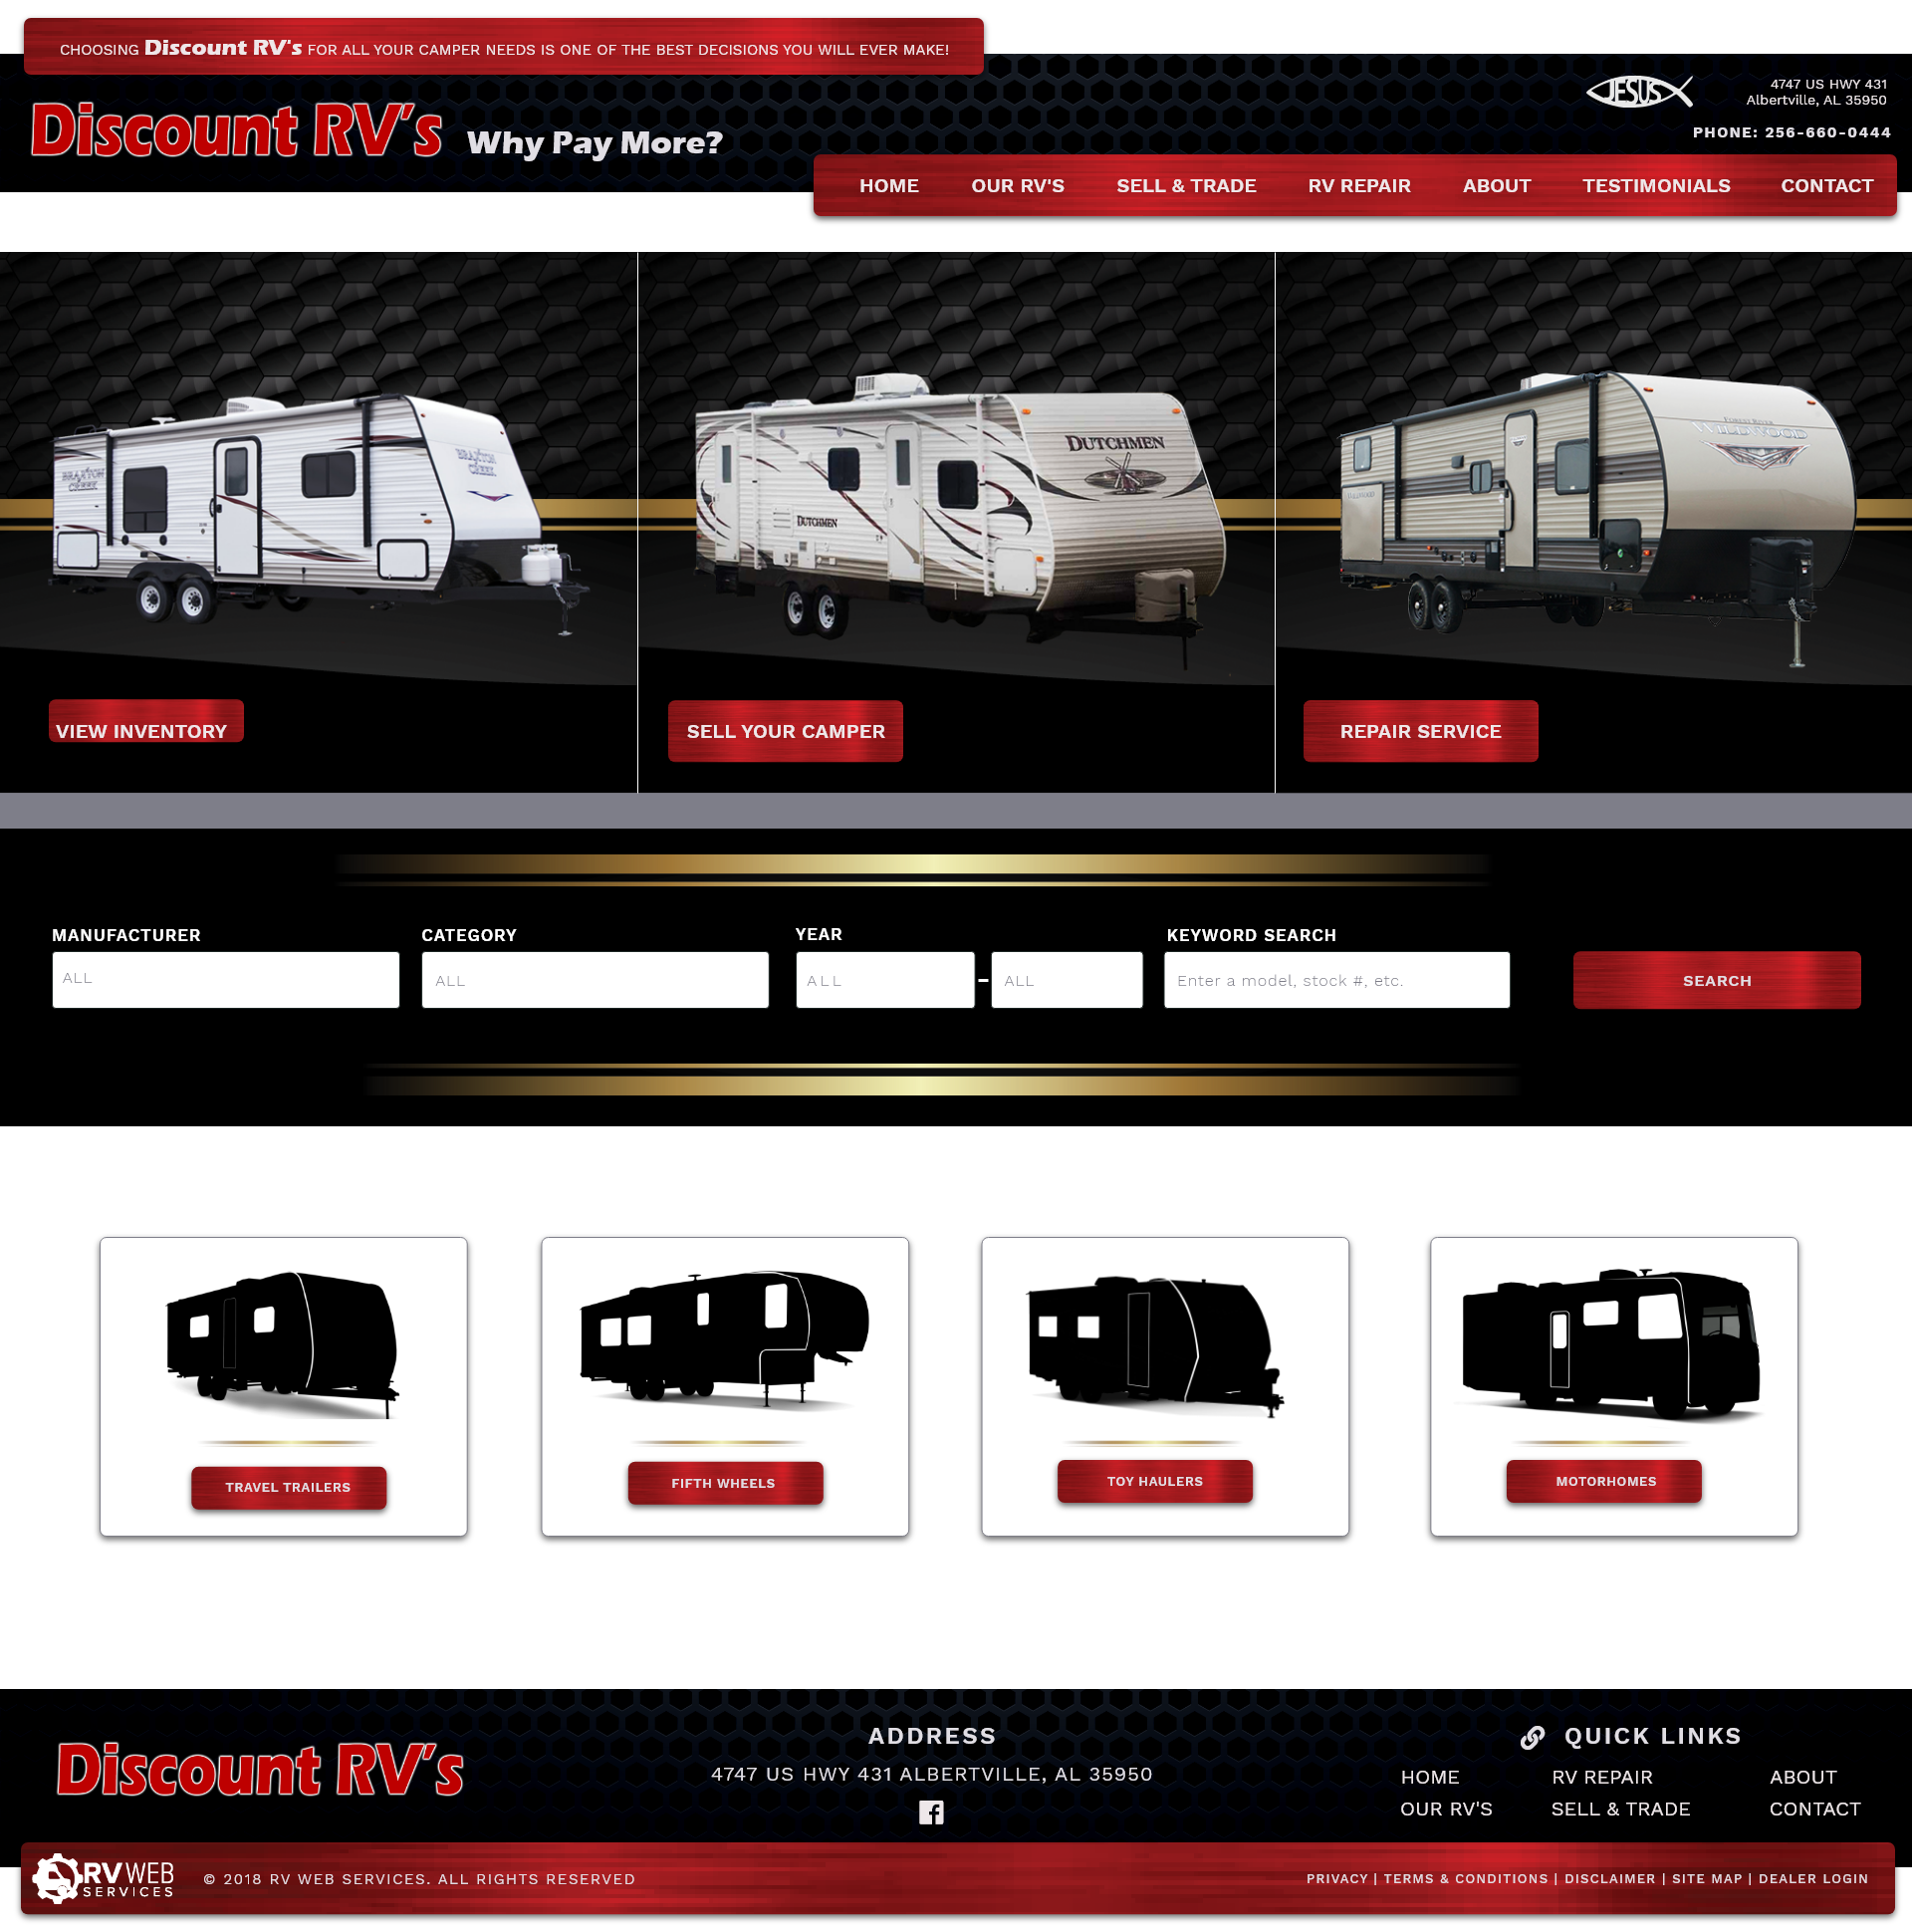 CHOOSING Discount RV's FOR ALL YOUR CAMPER NEEDS IS ONE OF THE BEST DECISIONS YOU WILL EVER MAKE!
Discount RV's Why Pay More?
JESUS
4747 US HWY 431
Albertville, AL 35950
PHONE: 256-660-0444
HOME OUR RV'S SELL & TRADE RV REPAIR ABOUT TESTIMONIALS CONTACT
BRAXTON CREEK
BRAXTON CREEK
DUTCHMEN
DUTCHMEN
WILDWOOD
VIEW INVENTORY
SELL YOUR CAMPER
REPAIR SERVICE
MANUFACTURER CATEGORY YEAR KEYWORD SEARCH
ALL ALL ALL - ALL Enter a model, stock #, etc. SEARCH
TRAVEL TRAILERS
FIFTH WHEELS
TOY HAULERS
MOTORHOMES
Discount RV's
ADDRESS
4747 US HWY 431 ALBERTVILLE, AL 35950
QUICK LINKS
HOME RV REPAIR ABOUT
OUR RV'S SELL & TRADE CONTACT
RV WEB
SERVICES
© 2018 RV WEB SERVICES. ALL RIGHTS RESERVED
PRIVACY | TERMS & CONDITIONS | DISCLAIMER | SITE MAP | DEALER LOGIN